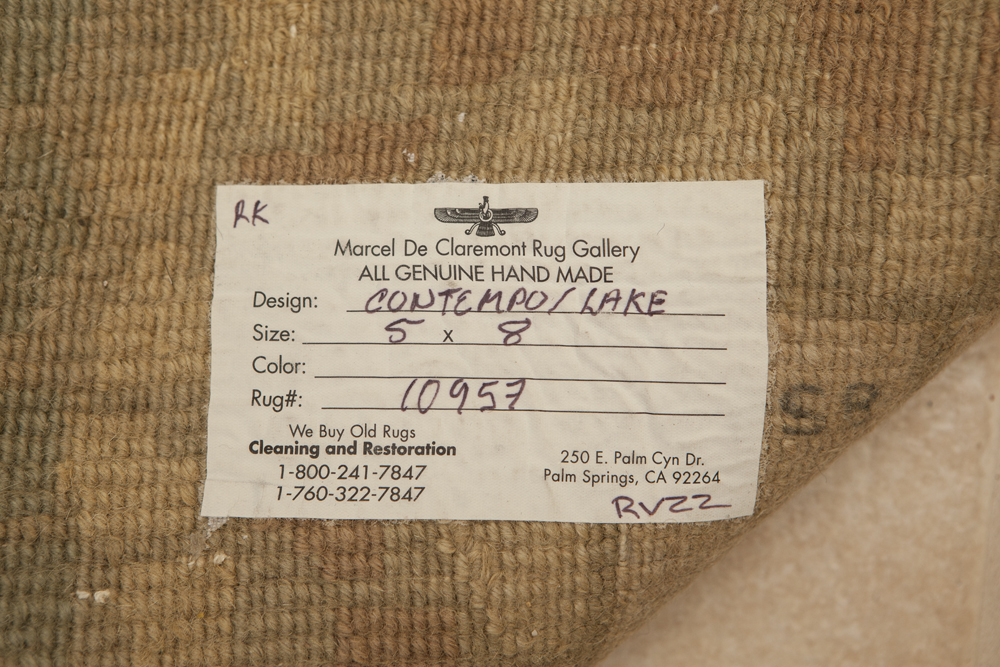 RK
Marcel De Claremont Rug Gallery
ALL GENUINE HAND MADE
Design: CONTEMPO/LAKE
Size: 5 x 8
Color:
Rug#: 10957
We Buy Old Rugs
Cleaning and Restoration
1-800-241-7847
1-760-322-7847
250 E. Palm Cyn Dr.
Palm Springs, CA 92264
RVZZ